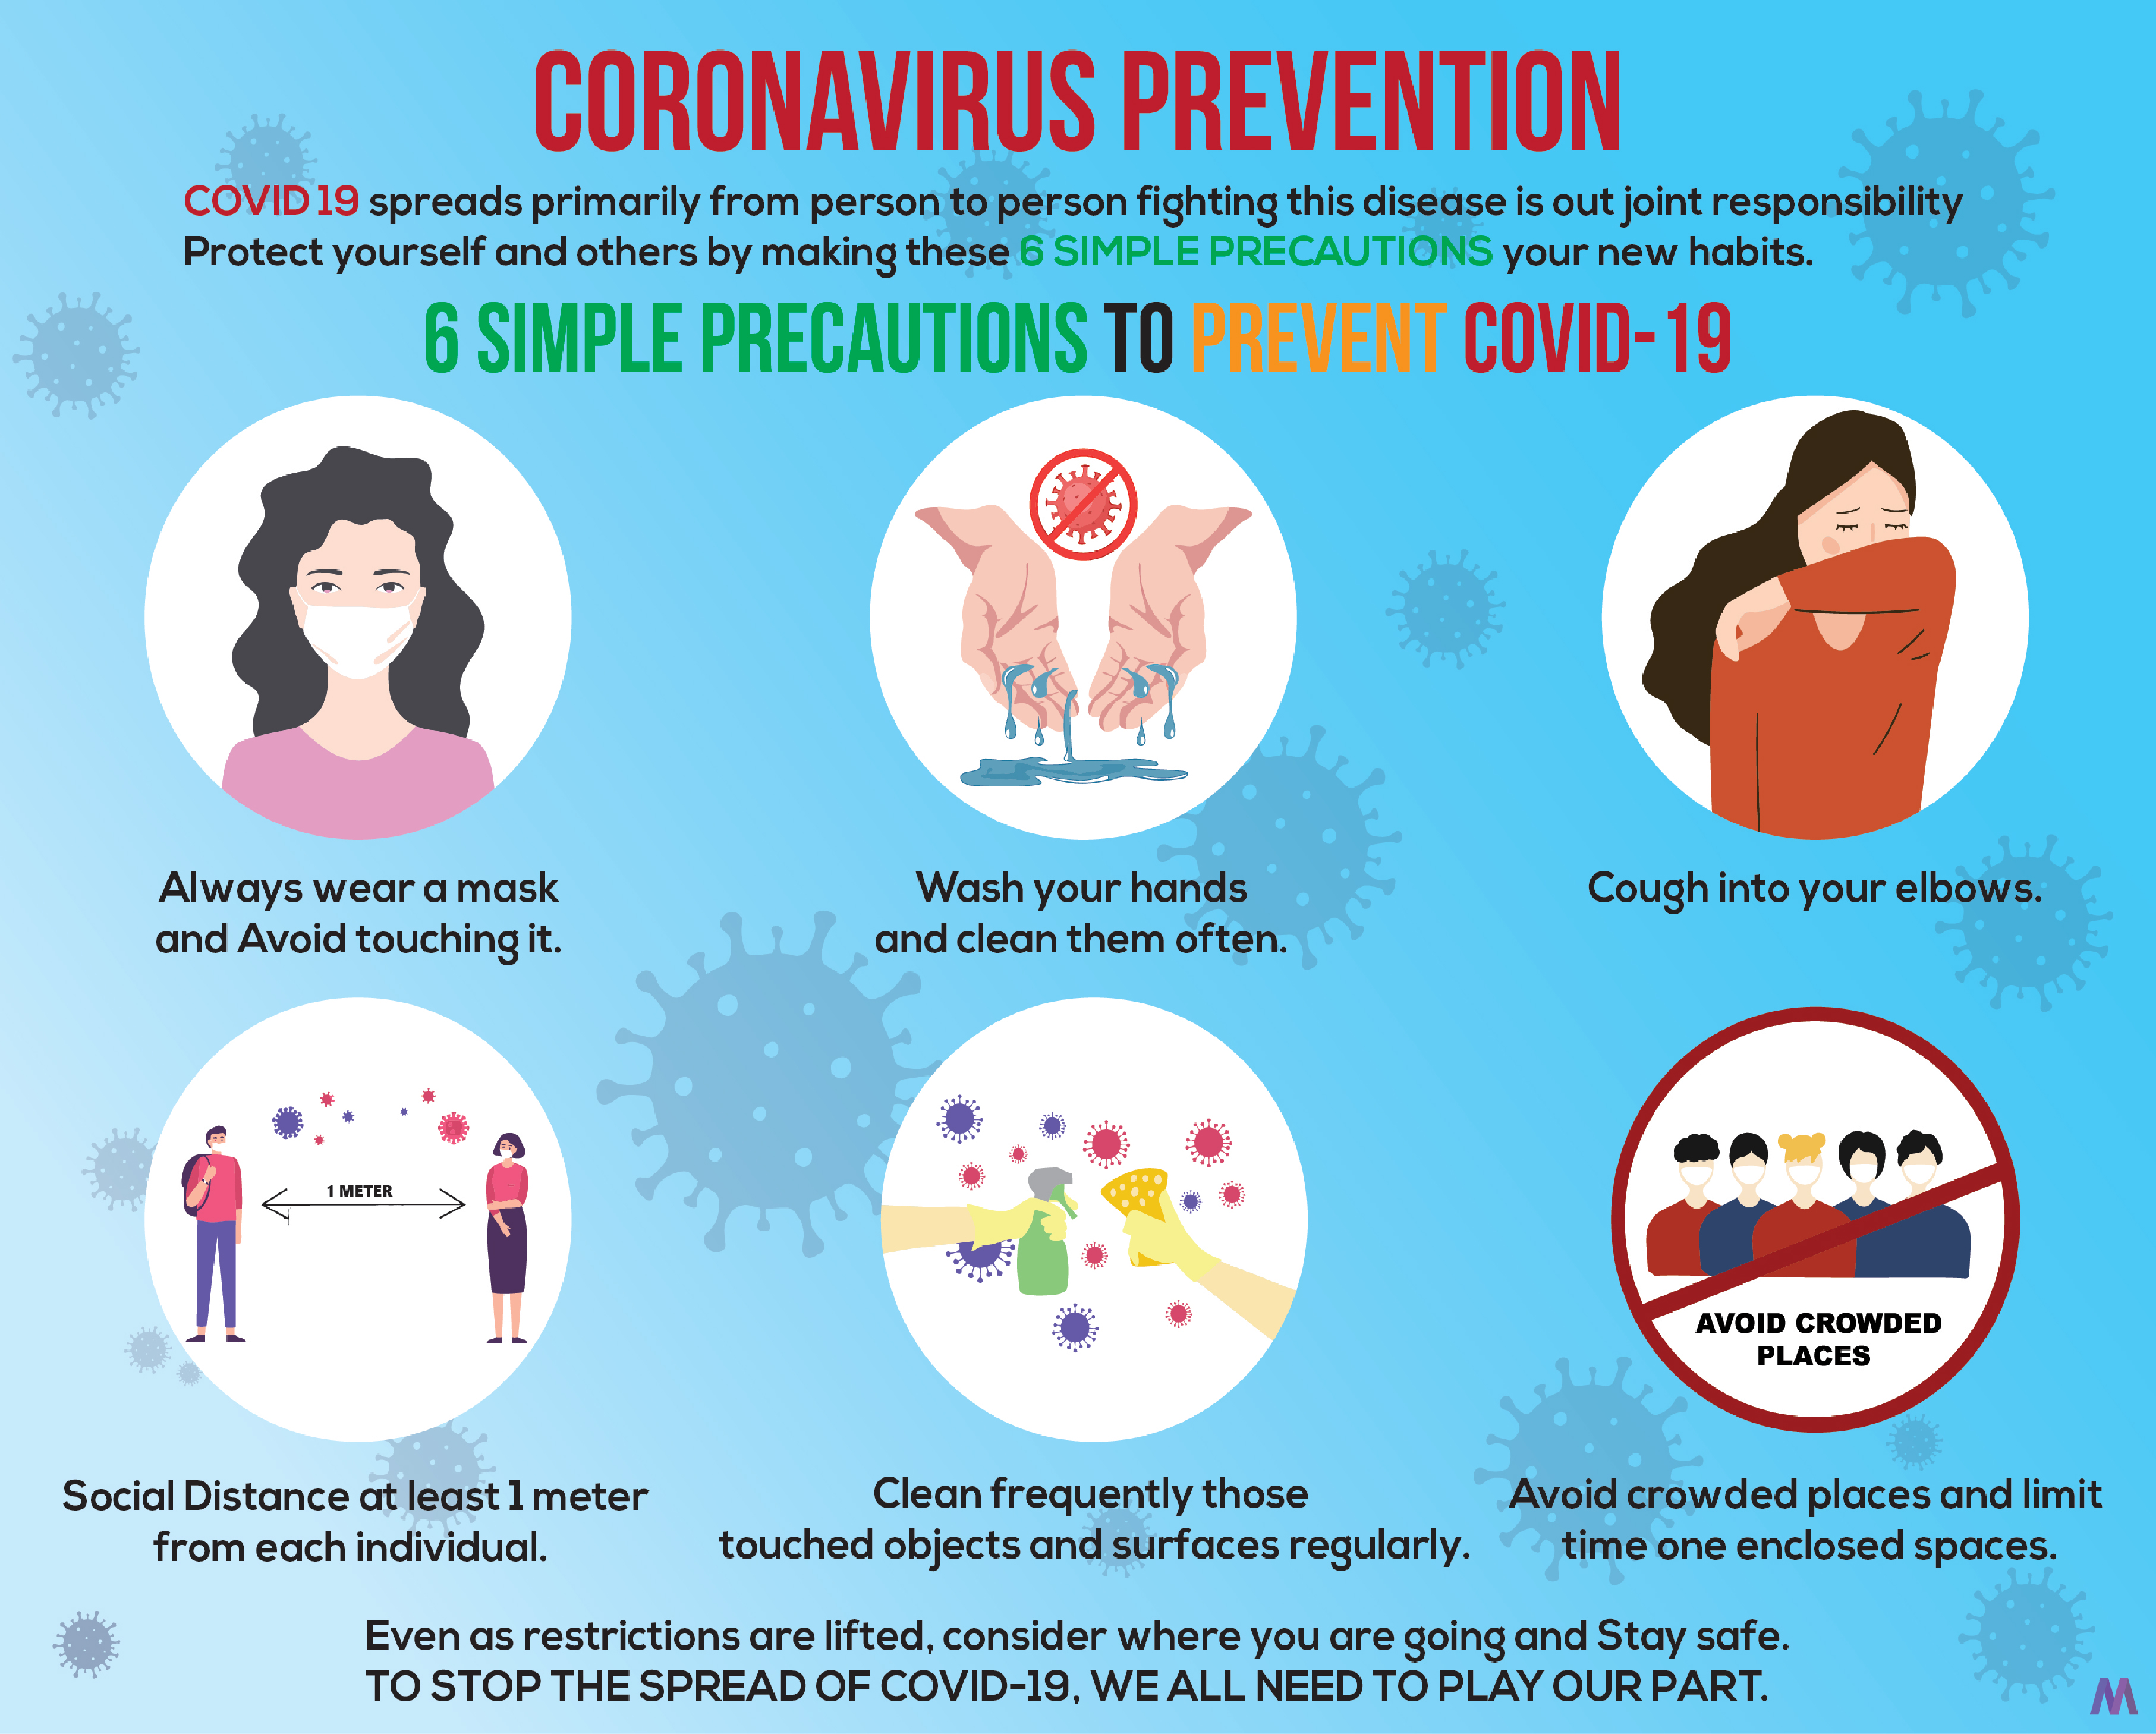 CORONAVIRUS PREVENTION
COVID 19 spreads primarily from person to person fighting this disease is out joint responsibility
Protect yourself and others by making these 6 SIMPLE PRECAUTIONS your new habits.
6 SIMPLE PRECAUTIONS TO PREVENT COVID-19
Always wear a mask
and Avoid touching it.
Wash your hands
and clean them often.
Cough into your elbows.
1 METER
Social Distance at least 1 meter
from each individual.
Clean frequently those
touched objects and surfaces regularly.
AVOID CROWDED
PLACES
Avoid crowded places and limit
time one enclosed spaces.
Even as restrictions are lifted, consider where you are going and Stay safe.
TO STOP THE SPREAD OF COVID-19, WE ALL NEED TO PLAY OUR PART.
M